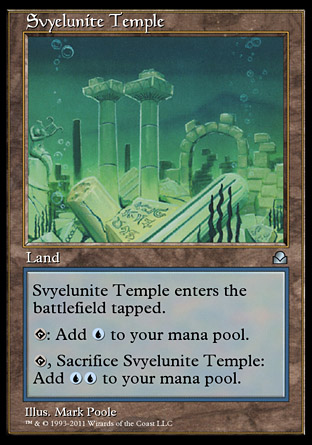 Svyelunite Temple
Land
Svyelunite Temple enters the
battlefield tapped.
: Add to your mana pool.
, Sacrifice Svyelunite Temple:
Add to your mana pool.
Illus. Mark Poole
™ & © 1993-2011 Wizards of the Coast LLC